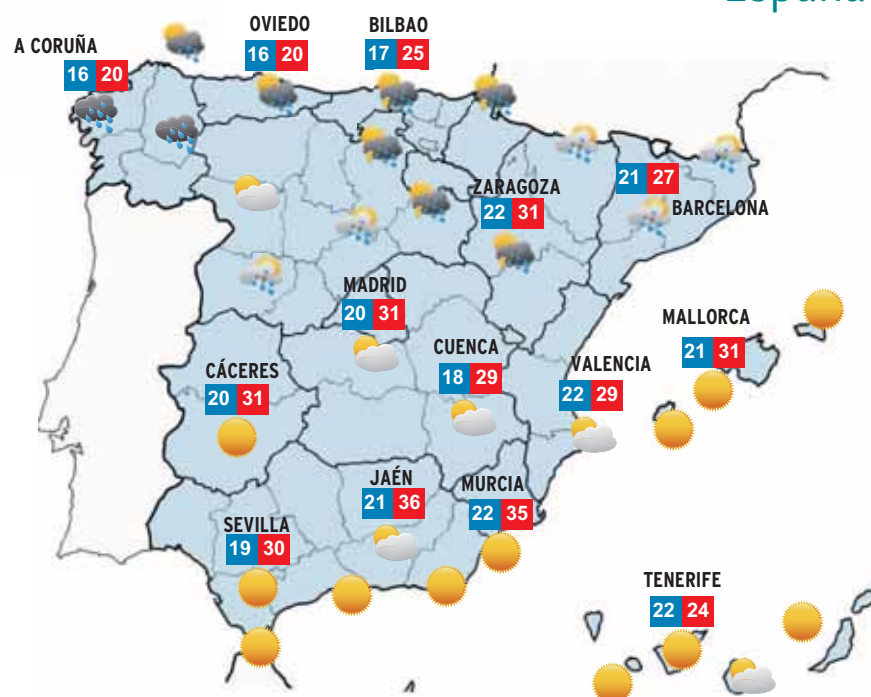 España
OVIEDO
16 20
BILBAO
17 25
A CORUÑA
16 20
ZARAGOZA
22 31
21 27
BARCELONA
MADRID
20 31
MALLORCA
21 31
CUENCA
18 29
VALENCIA
22 29
CÁCERES
20 31
JAÉN
21 36
MURCIA
22 35
SEVILLA
19 30
TENERIFE
22 24